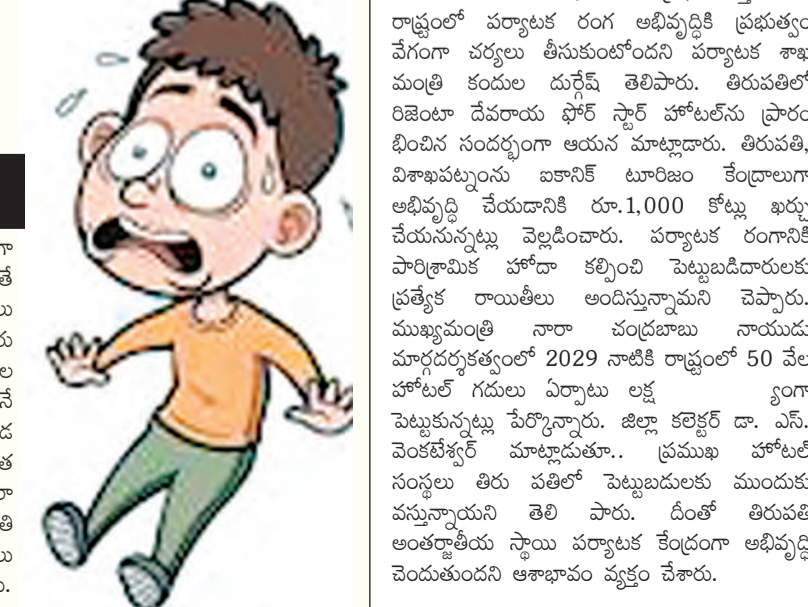 గా
తే
లు
రు
ల
నే
డ
త
రా
తి
లు
ు.
రాష్ట్రంలో పర్యాటక రంగ అభివృద్ధికి ప్రభుత్వం
వేగంగా చర్యలు తీసుకుంటోందని పర్యాటక శాఖ
మంత్రి కందుల దుర్గేష్ తెలిపారు. తిరుపతిలో
రిజెంటా దేవరాయ ఫోర్ స్టార్ హోటల్‌ను ప్రారం
భించిన సందర్భంగా ఆయన మాట్లాడారు. తిరుపతి,
విశాఖపట్నంను ఐకానిక్ టూరిజం కేంద్రాలుగా
అభివృద్ధి చేయడానికి రూ.1,000 కోట్లు ఖర్చు
చేయనున్నట్లు వెల్లడించారు. పర్యాటక రంగానికి
పారిశ్రామిక హోదా కల్పించి పెట్టుబడిదారులకు
ప్రత్యేక రాయితీలు అందిస్తున్నామని చెప్పారు.
ముఖ్యమంత్రి నారా చంద్రబాబు నాయుడు
మార్గదర్శకత్వంలో 2029 నాటికి రాష్ట్రంలో 50 వేల
హోటల్ గదులు ఏర్పాటు లక్ష ్యంగా
పెట్టుకున్నట్లు పేర్కొన్నారు. జిల్లా కలెక్టర్ డా. ఎస్.
వెంకటేశ్వర్ మాట్లాడుతూ.. ప్రముఖ హోటల్
సంస్థలు తిరు పతిలో పెట్టుబడులకు ముందుకు
వస్తున్నాయని తెలి పారు. దీంతో తిరుపతి
అంతర్జాతీయ స్థాయి పర్యాటక కేంద్రంగా అభివృద్ధి
చెందుతుందని ఆశాభావం వ్యక్తం చేశారు.